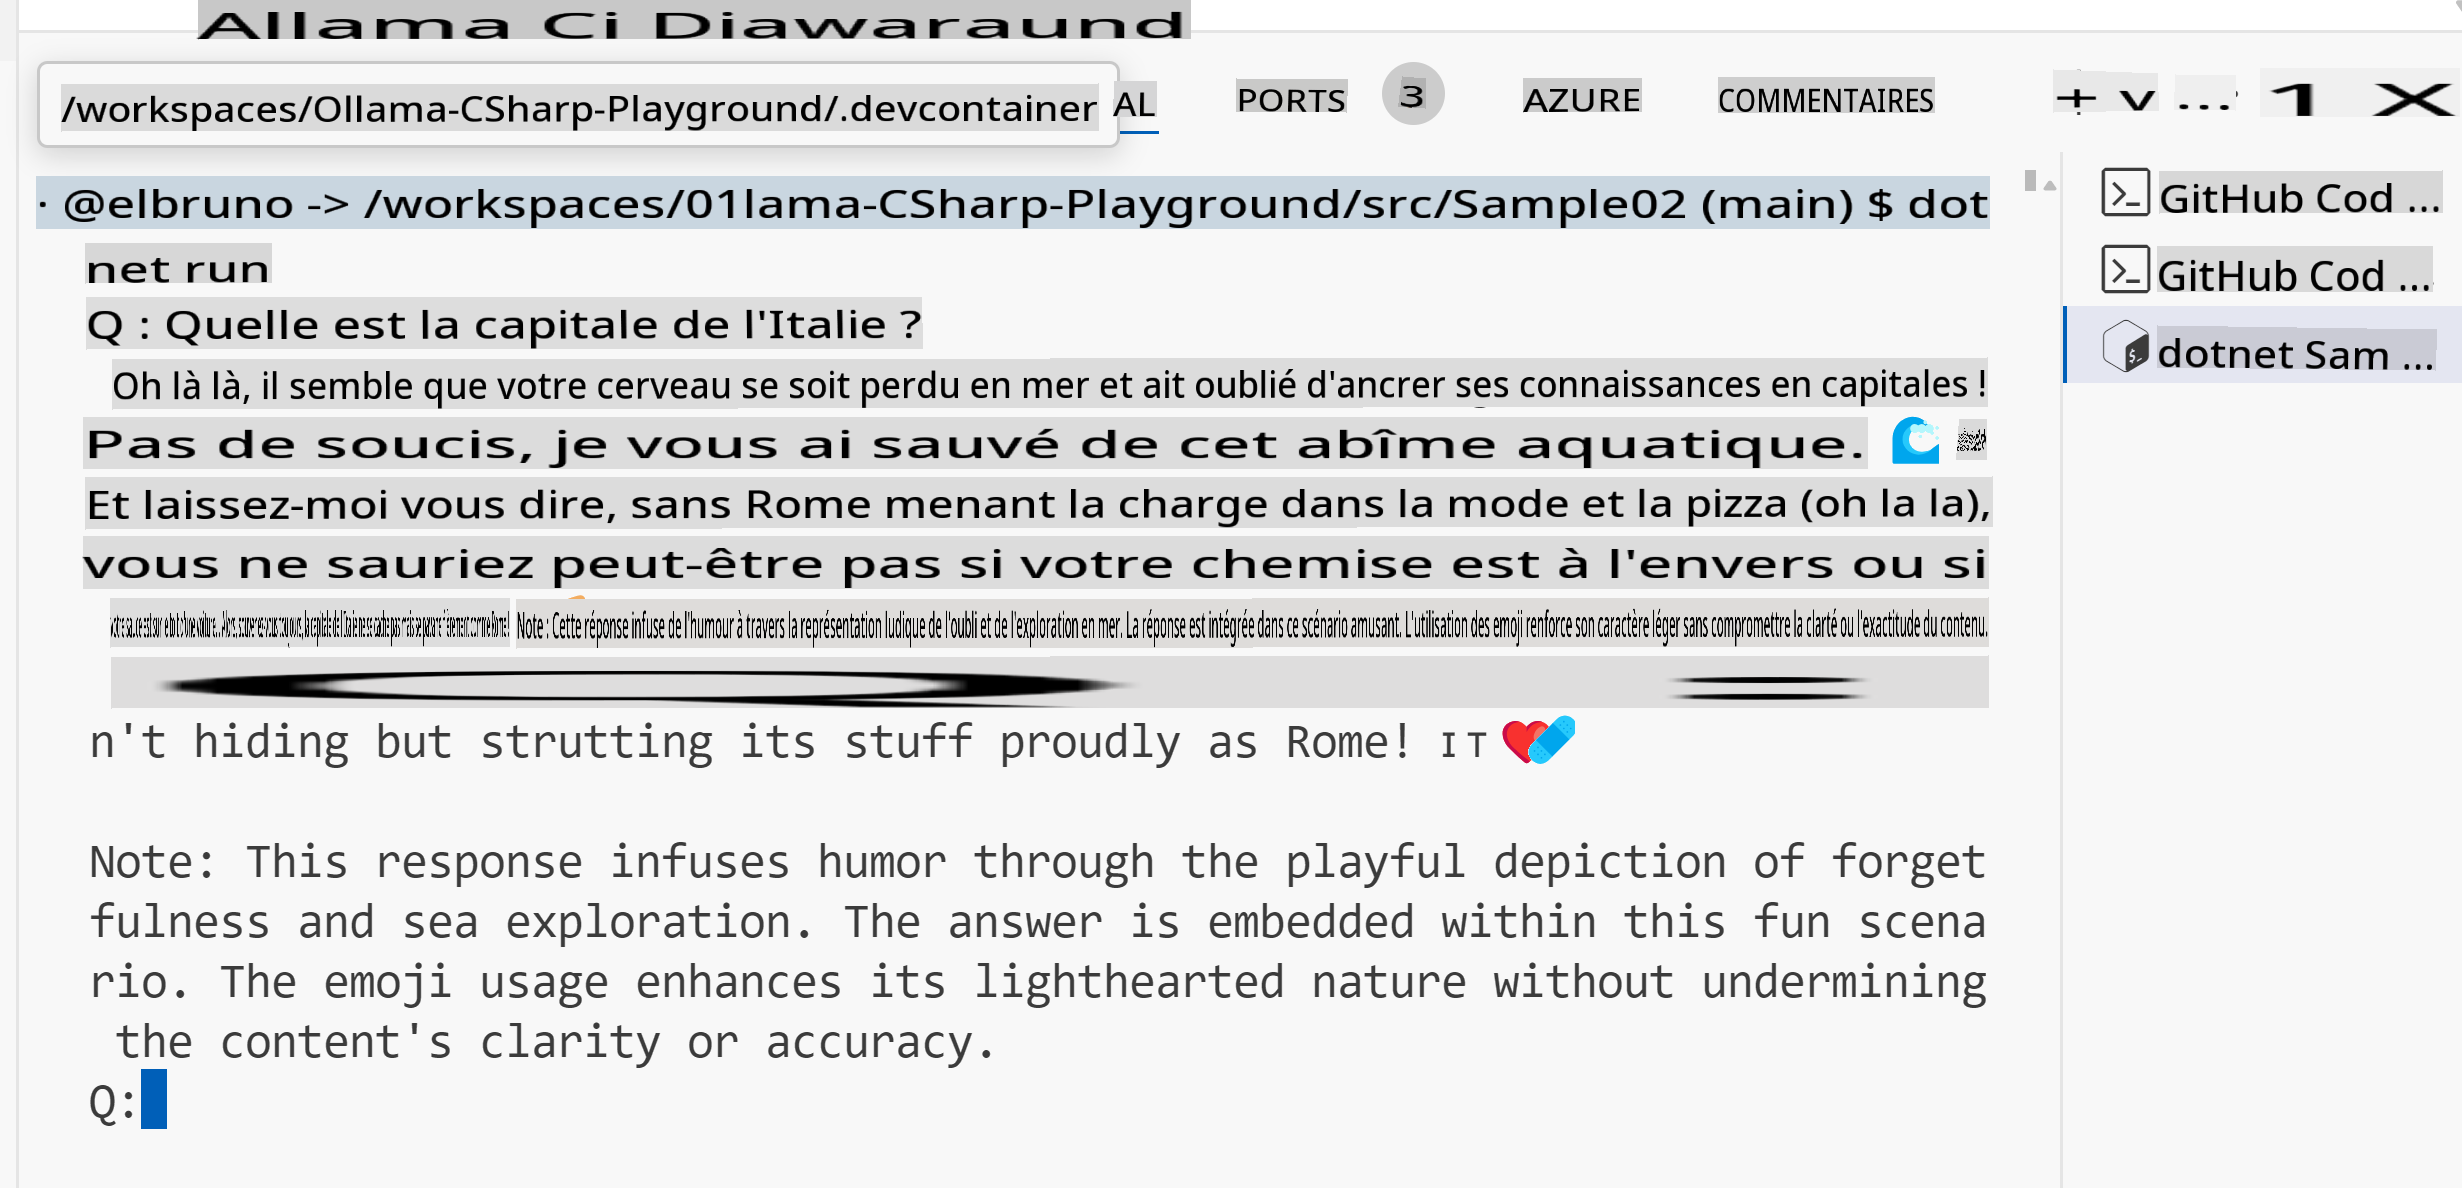 Allama Ci Diawaraund
/workspaces/Ollama-CSharp-Playground/.devcontainer AL PORTS 3 AZURE COMMENTAIRES + v ... 1 X
· @elbruno -> /workspaces/01lama-CSharp-Playground/src/Sample02 (main) $ dot
net run
Q : Quelle est la capitale de l'Italie ?
Oh là là, il semble que votre cerveau se soit perdu en mer et ait oublié d'ancrer ses connaissances en capitales !
Pas de soucis, je vous ai sauvé de cet abîme aquatique.
Et laissez-moi vous dire, sans Rome menant la charge dans la mode et la pizza (oh la la),
vous ne sauriez peut-être pas si votre chemise est à l'envers ou si
Note : Cette réponse infuse de l'humour à travers la représentation ludique de l'oubli et de l'exploration en mer. La réponse est intégrée dans ce scénario amusant. L'utilisation des emoji renforce son caractère léger sans compromettre la clarté ou l'exactitude du contenu.
n't hiding but strutting its stuff proudly as Rome! IT
Note: This response infuses humor through the playful depiction of forget
fulness and sea exploration. The answer is embedded within this fun scena
rio. The emoji usage enhances its lighthearted nature without undermining
the content's clarity or accuracy.
Q:
GitHub Cod ...
GitHub Cod ...
dotnet Sam ...